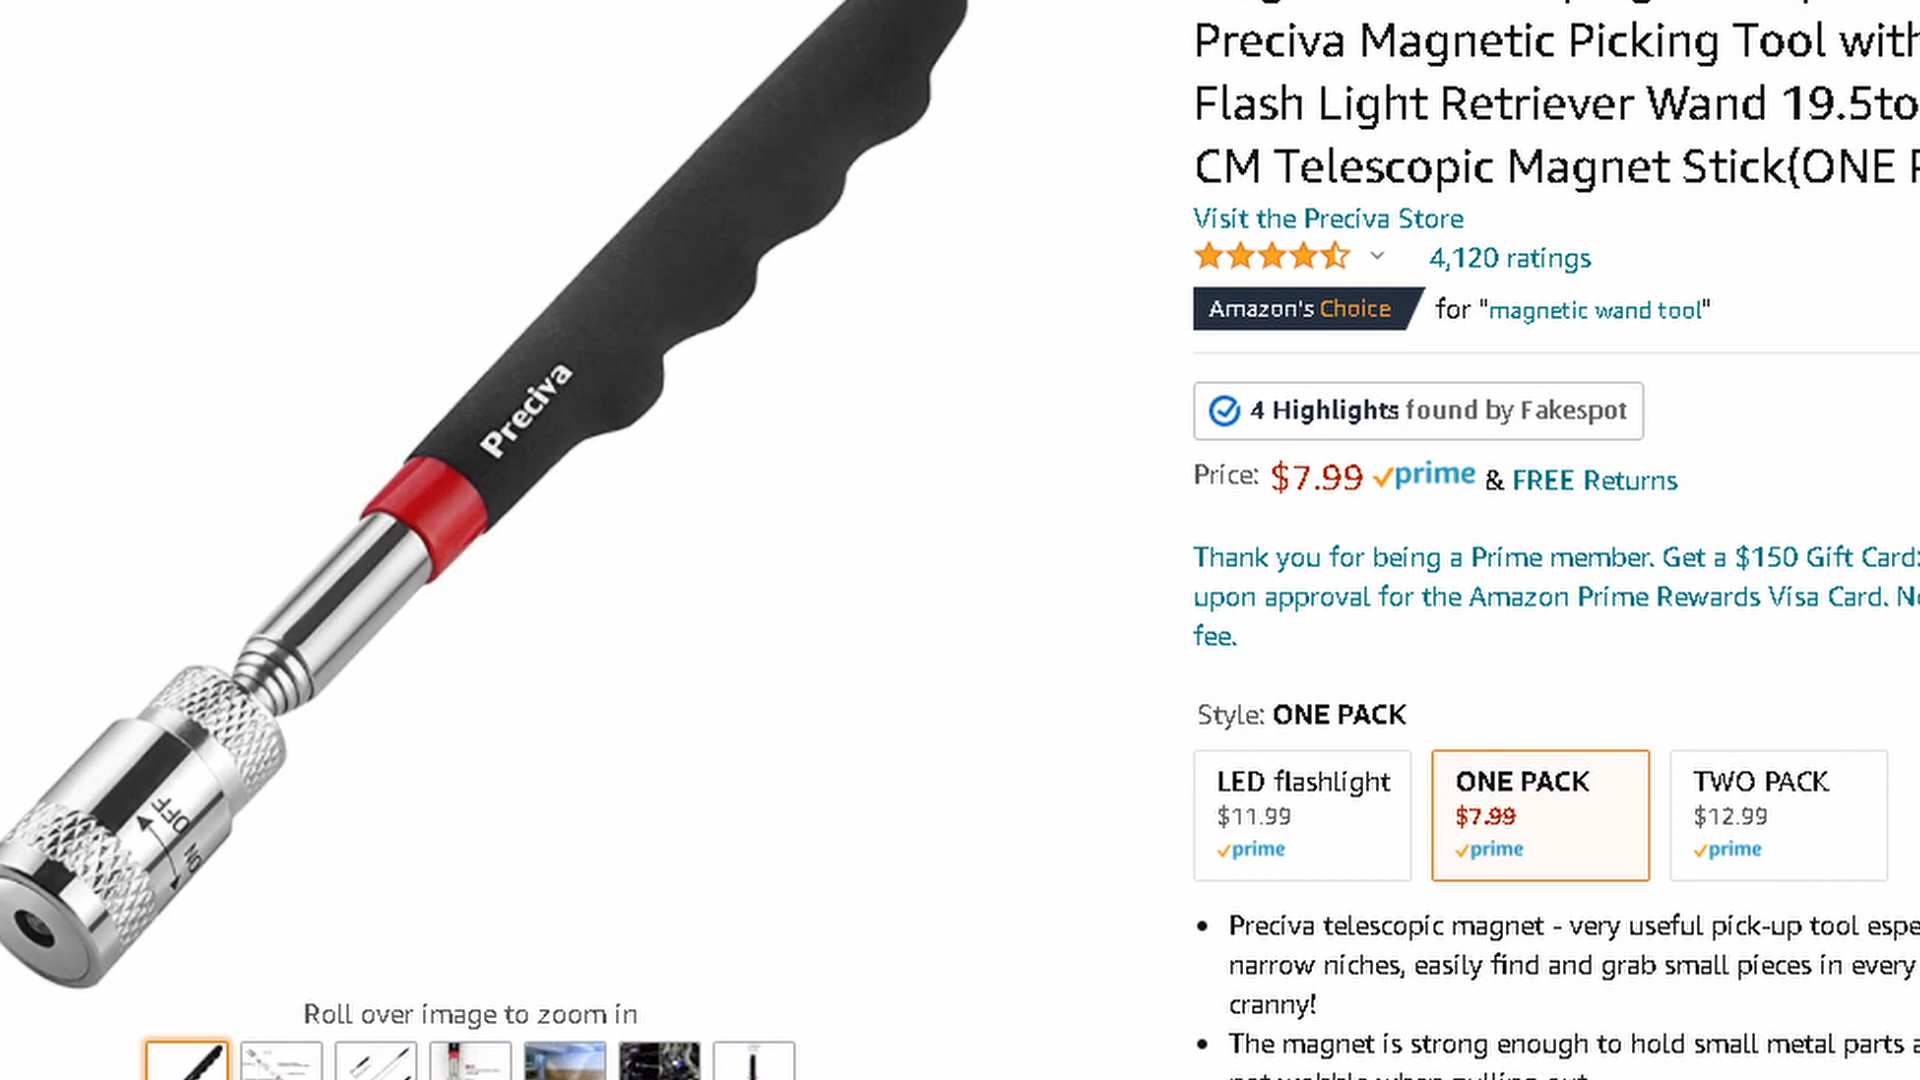 Preciva
OFF
ON
Roll over image to zoom in
Preciva Magnetic Picking Tool with
Flash Light Retriever Wand 19.5to
CM Telescopic Magnet Stick(ONE
Visit the Preciva Store
4,120 ratings
Amazon's Choice for "magnetic wand tool"
4 Highlights found by Fakespot
Price: $7.99 prime & FREE Returns
Thank you for being a Prime member. Get a $150 Gift Card:
upon approval for the Amazon Prime Rewards Visa Card. No
fee.
Style: ONE PACK
LED flashlight
$11.99
prime
ONE PACK
$7.99
prime
TWO PACK
$12.99
prime
• Preciva telescopic magnet - very useful pick-up tool espe
narrow niches, easily find and grab small pieces in every
cranny!
• The magnet is strong enough to hold small metal parts a